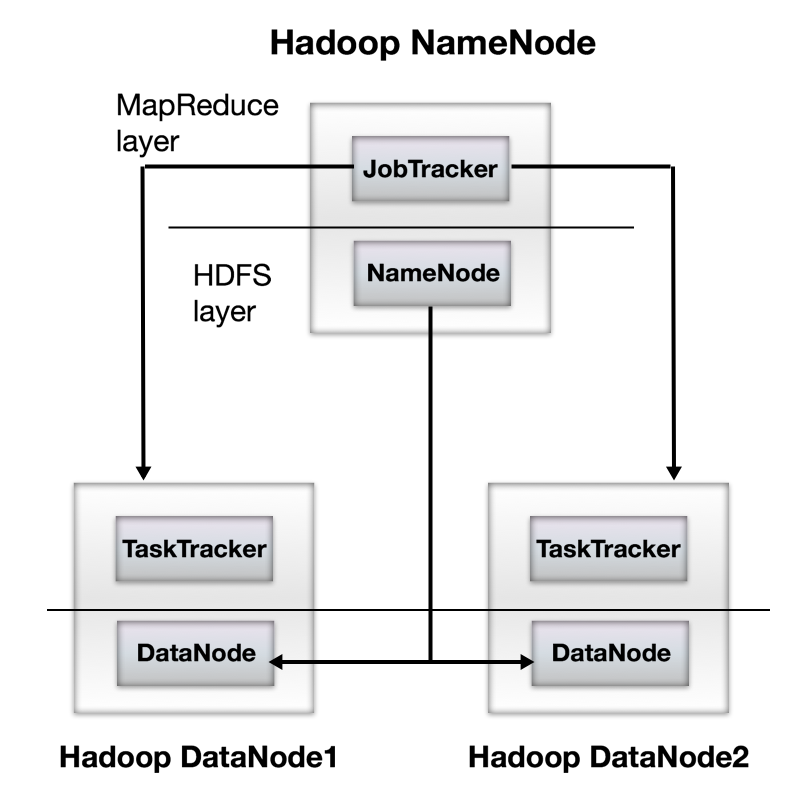 Hadoop NameNode
MapReduce
layer
JobTracker
HDFS
layer
NameNode
TaskTracker
TaskTracker
DataNode
DataNode
Hadoop DataNode1
Hadoop DataNode2